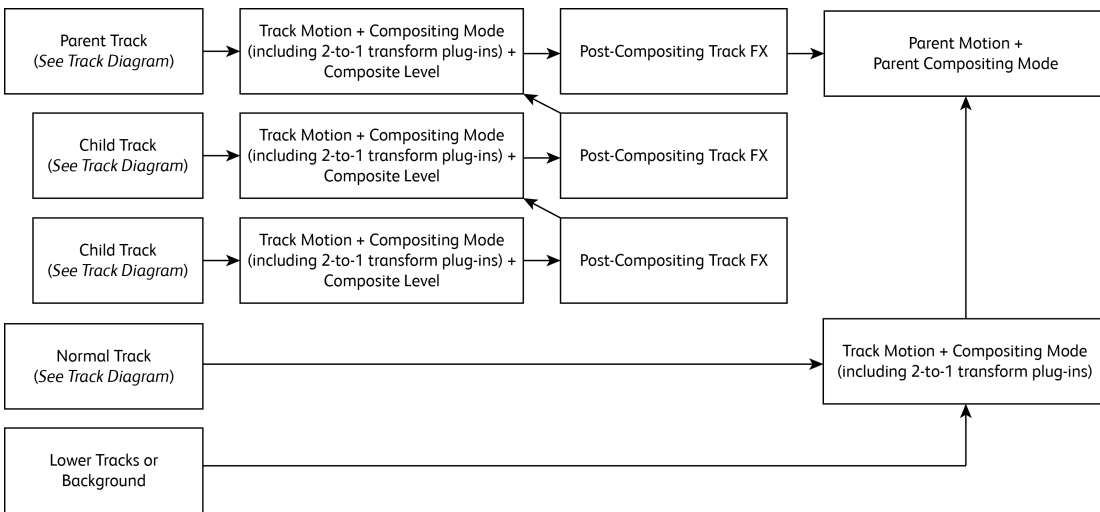 Parent Track
(See Track Diagram)
Track Motion + Compositing Mode
(including 2-to-1 transform plug-ins) +
Composite Level
Post-Compositing Track FX
Parent Motion +
Parent Compositing Mode
Child Track
(See Track Diagram)
Track Motion + Compositing Mode
(including 2-to-1 transform plug-ins) +
Composite Level
Post-Compositing Track FX
Child Track
(See Track Diagram)
Track Motion + Compositing Mode
(including 2-to-1 transform plug-ins) +
Composite Level
Post-Compositing Track FX
Normal Track
(See Track Diagram)
Track Motion + Compositing Mode
(including 2-to-1 transform plug-ins)
Lower Tracks or
Background